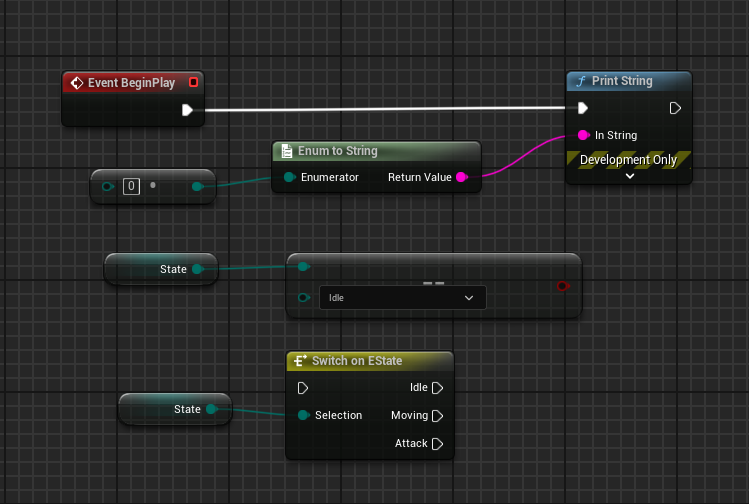 Event BeginPlay
Print String
In String
Development Only
Enum to String
Enumerator
Return Value
0
State
==
Idle
Switch on EState
Idle
State
Selection
Moving
Attack